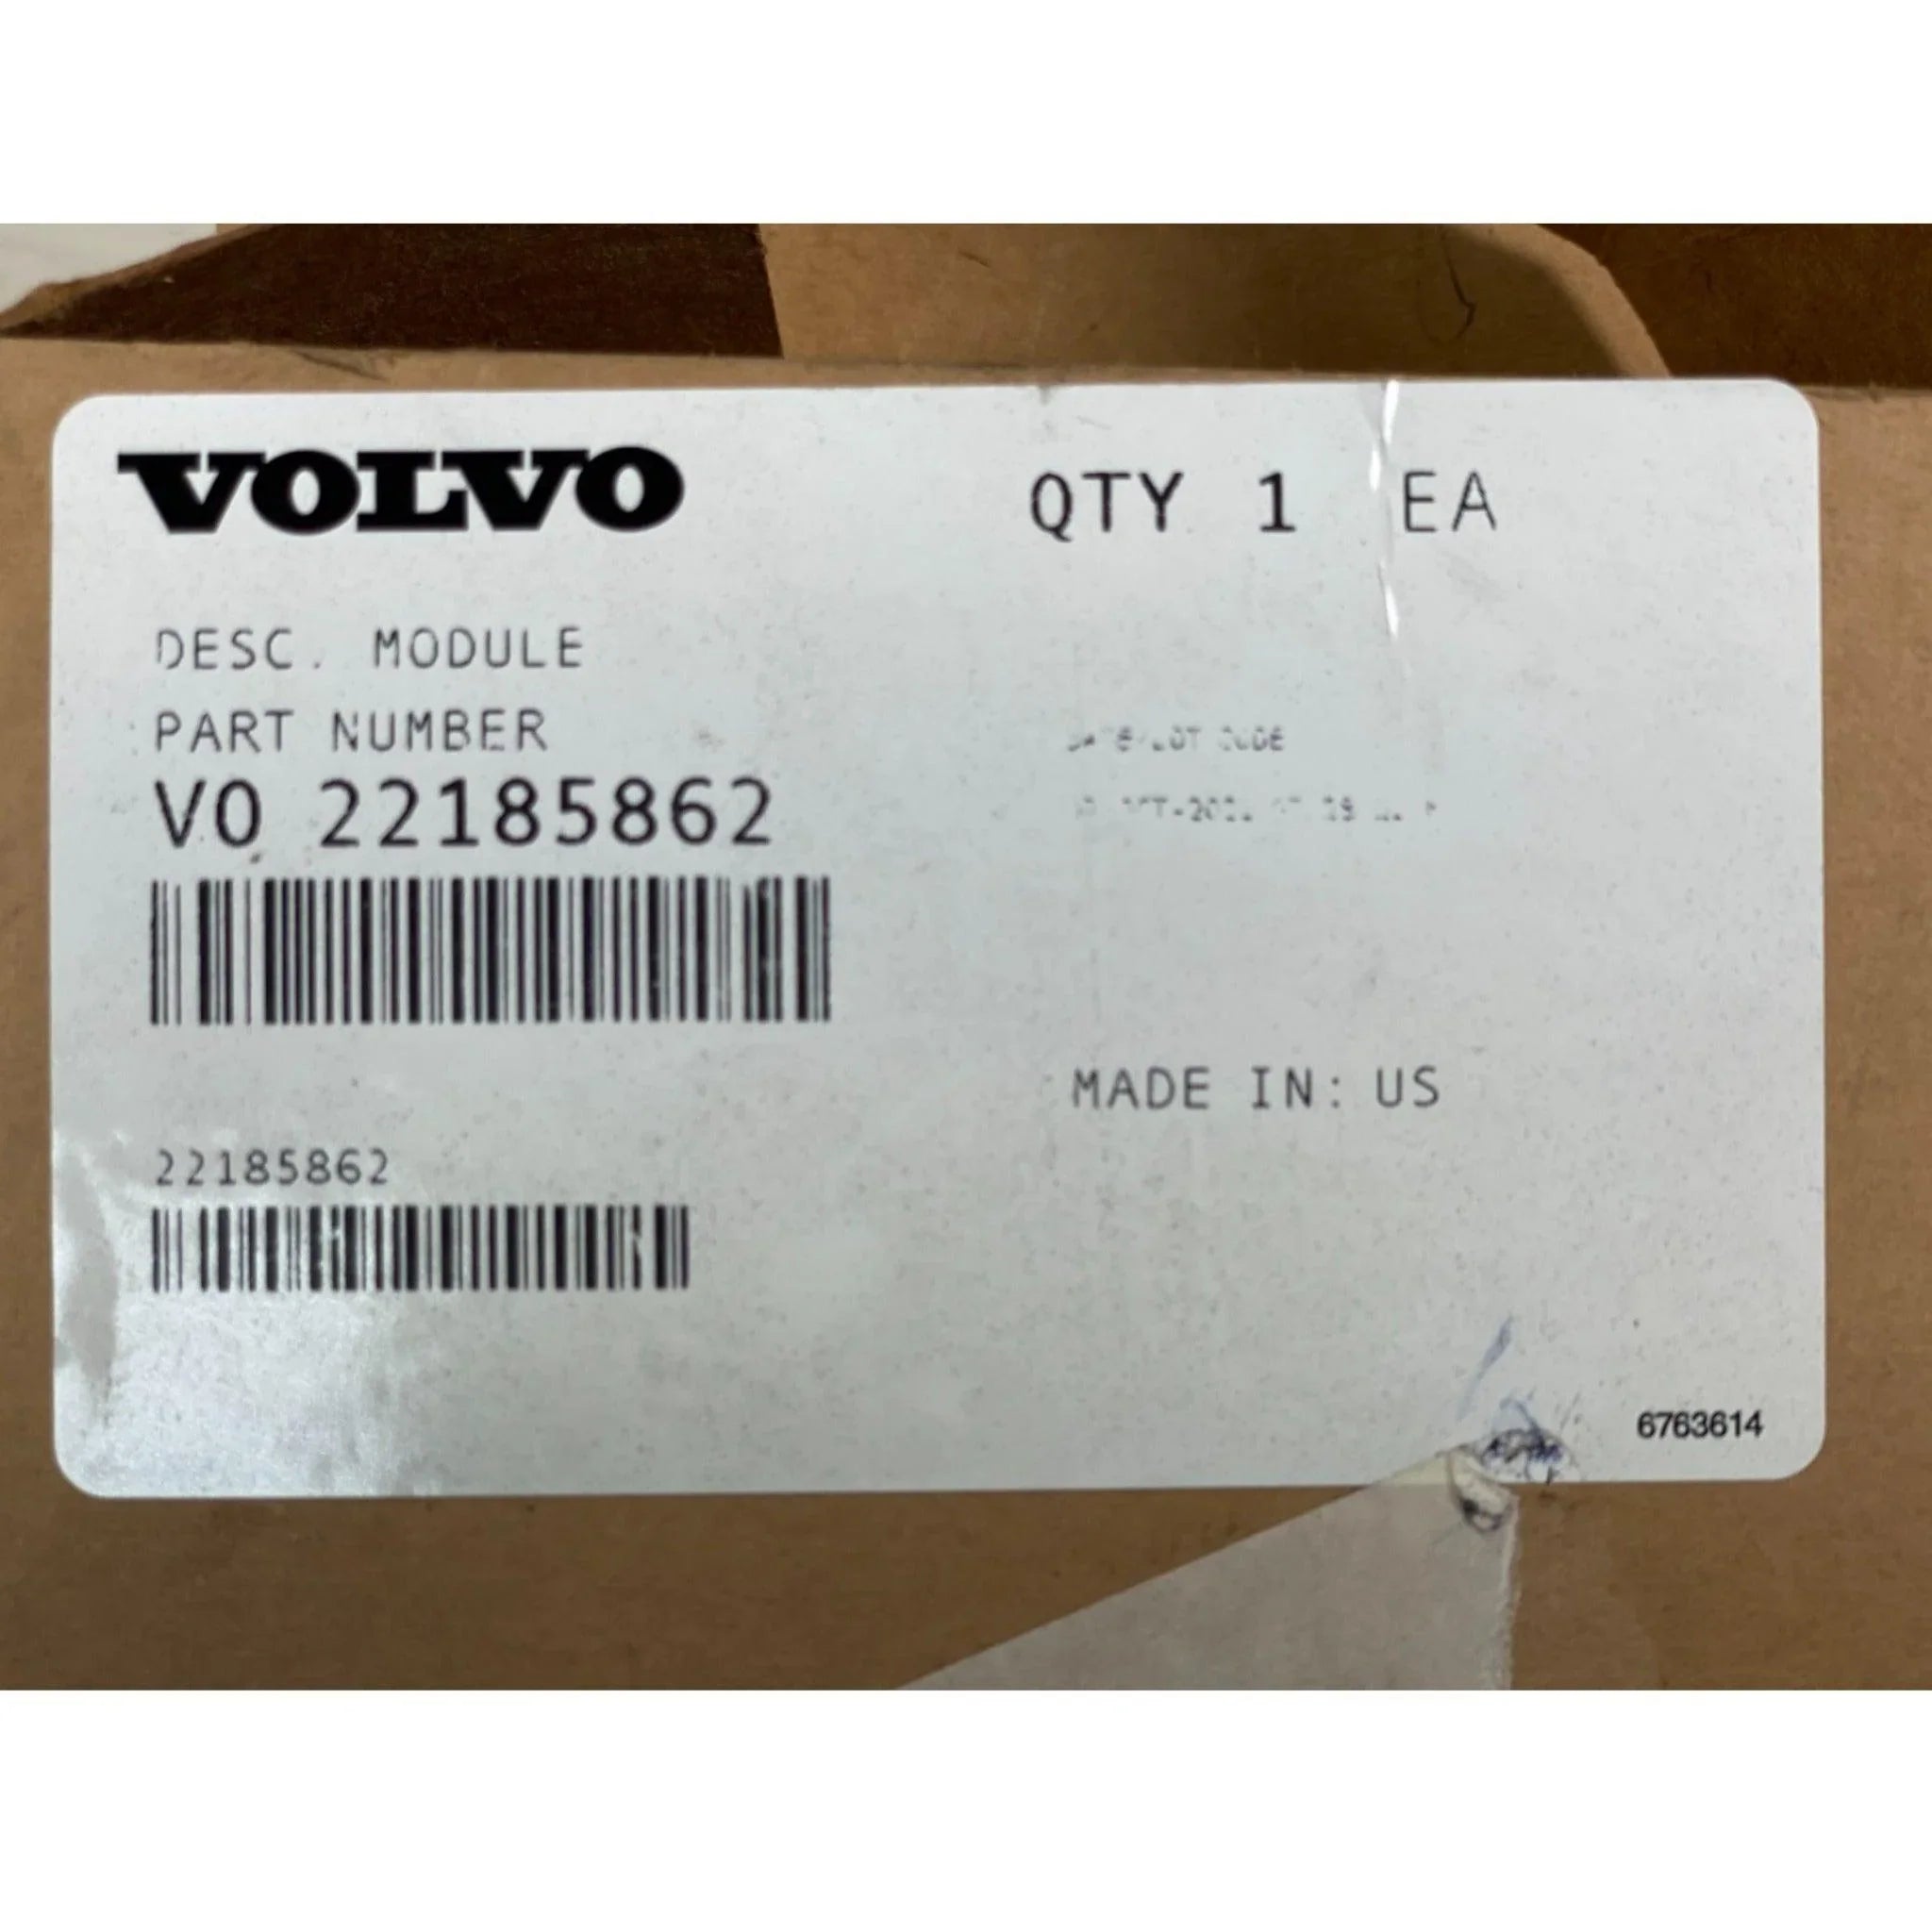 VOLVO
QTY 1 EA
DESC. MODULE
PART NUMBER
VO 22185862
22185862
MADE IN: US
6763614